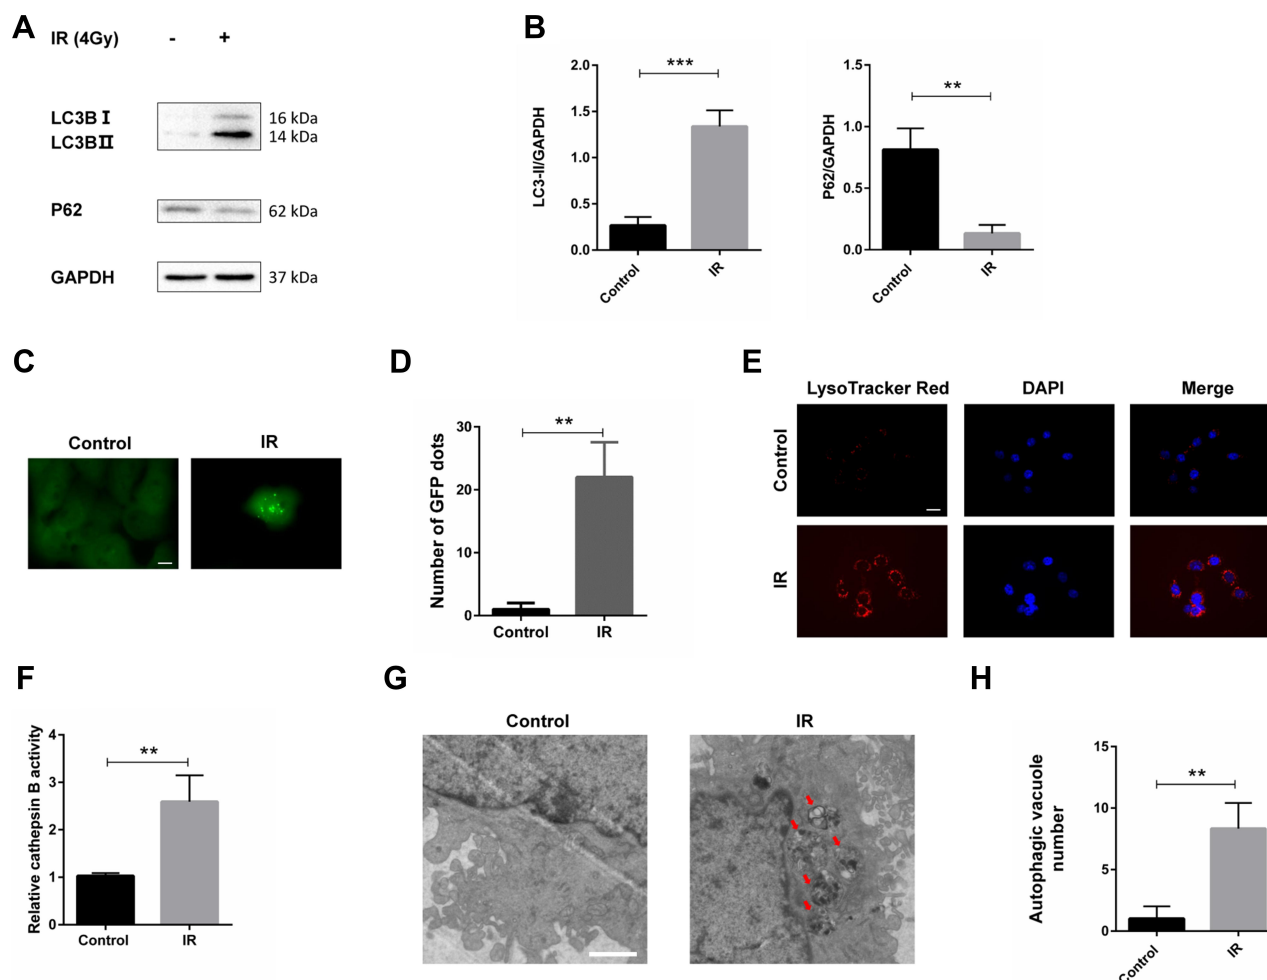 A
IR (4Gy)
- +
LC3B I
LC3BII
16 kDa
14 kDa
P62
62 kDa
GAPDH
37 kDa
B
LC3-II/GAPDH
2.0
1.5
1.0
0.5
0.0
***
Control
IR
P62/GAPDH
1.5
1.0
0.5
0.0
**
Control
IR
C
Control
IR
D
Number of GFP dots
30
20
10
0
**
Control
IR
E
LysoTracker Red
DAPI
Merge
Control
IR
F
Relative cathepsin B activity
4
3
2
1
0
**
Control
IR
G
Control
IR
H
Autophagic vacuole
number
15
10
5
0
**
Control
IR